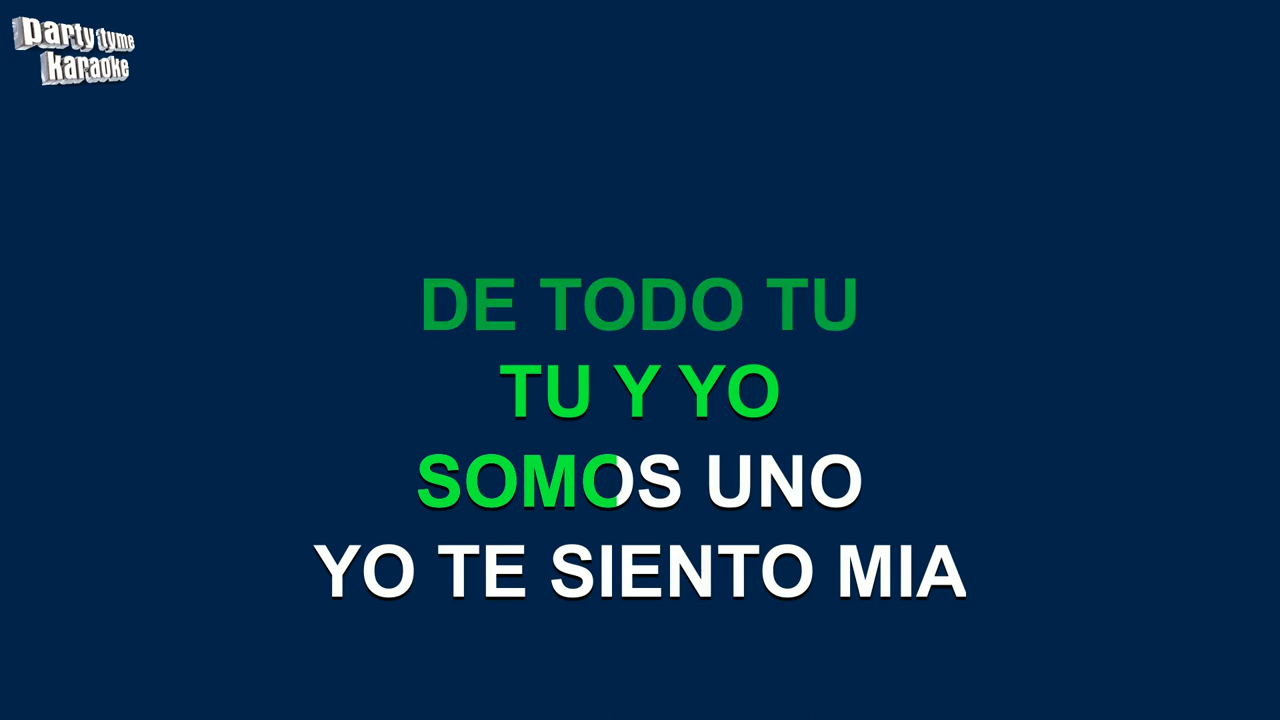 party tyme
karaoke
DE TODO TU
TU Y YO
SOMOS UNO
YO TE SIENTO MIA